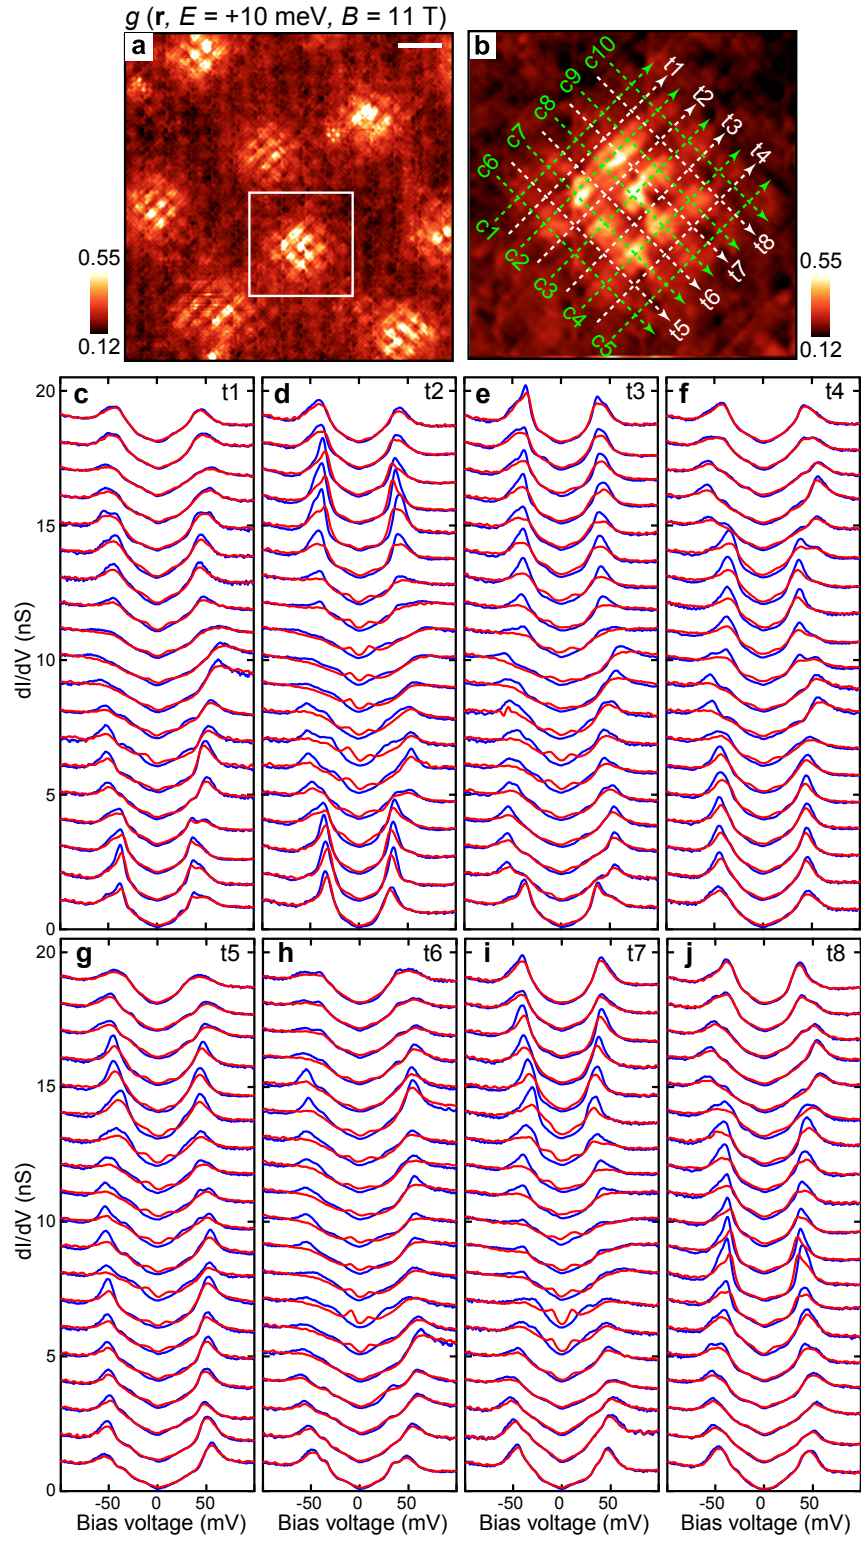 g (r, E = +10 meV, B = 11 T)
a
0.55
0.12
b
c10
c9
c8
c7
c6
c1
c2
c3
c4
c5
t1
t2
t3
t4
t8
t7
t6
t5
0.55
0.12
c t1
d t2
e t3
f t4
20
15
10
5
0
dI/dV (nS)
g t5
h t6
i t7
j t8
20
15
10
5
0
dI/dV (nS)
-50 0 50
-50 0 50
-50 0 50
-50 0 50
Bias voltage (mV)
Bias voltage (mV)
Bias voltage (mV)
Bias voltage (mV)